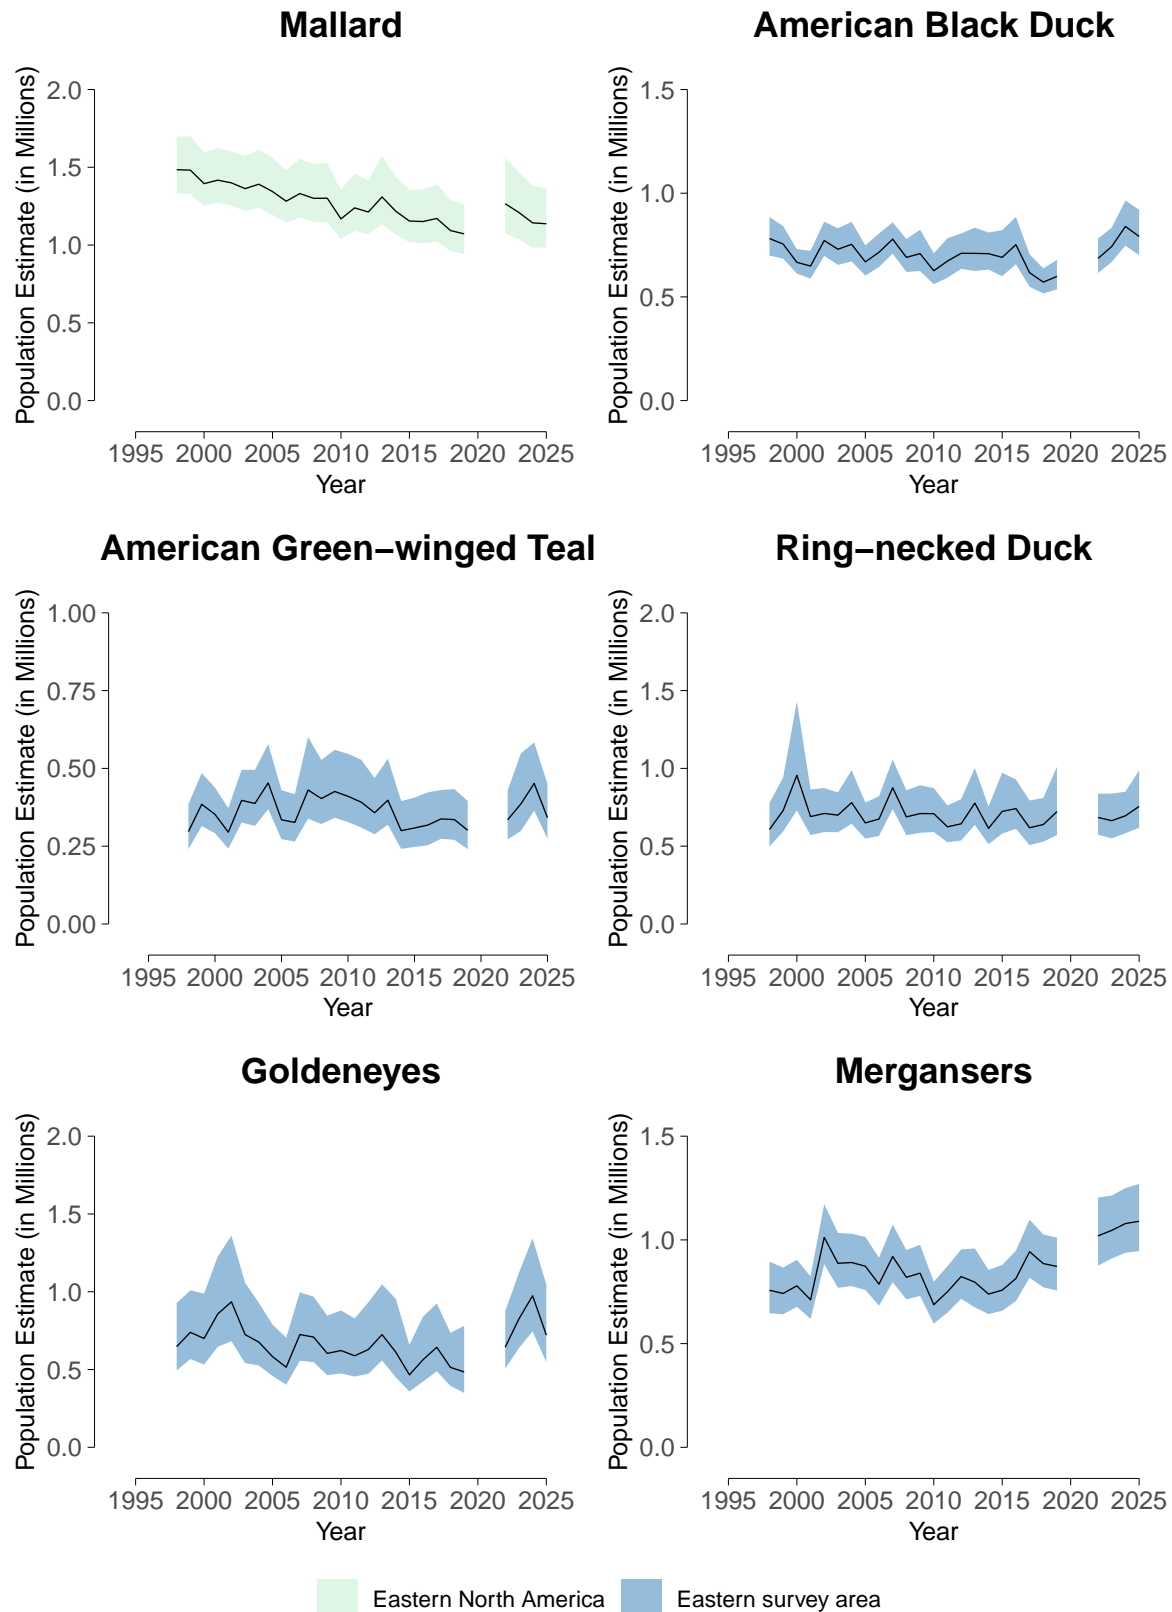 Mallard
Population Estimate (in Millions)
2.0
1.5
1.0
0.5
0.0
1995 2000 2005 2010 2015 2020 2025
Year
American Black Duck
Population Estimate (in Millions)
1.5
1.0
0.5
0.0
1995 2000 2005 2010 2015 2020 2025
Year
American Green−winged Teal
Population Estimate (in Millions)
1.00
0.75
0.50
0.25
0.00
1995 2000 2005 2010 2015 2020 2025
Year
Ring−necked Duck
Population Estimate (in Millions)
2.0
1.5
1.0
0.5
0.0
1995 2000 2005 2010 2015 2020 2025
Year
Goldeneyes
Population Estimate (in Millions)
2.0
1.5
1.0
0.5
0.0
1995 2000 2005 2010 2015 2020 2025
Year
Mergansers
Population Estimate (in Millions)
1.5
1.0
0.5
0.0
1995 2000 2005 2010 2015 2020 2025
Year
Eastern North America
Eastern survey area